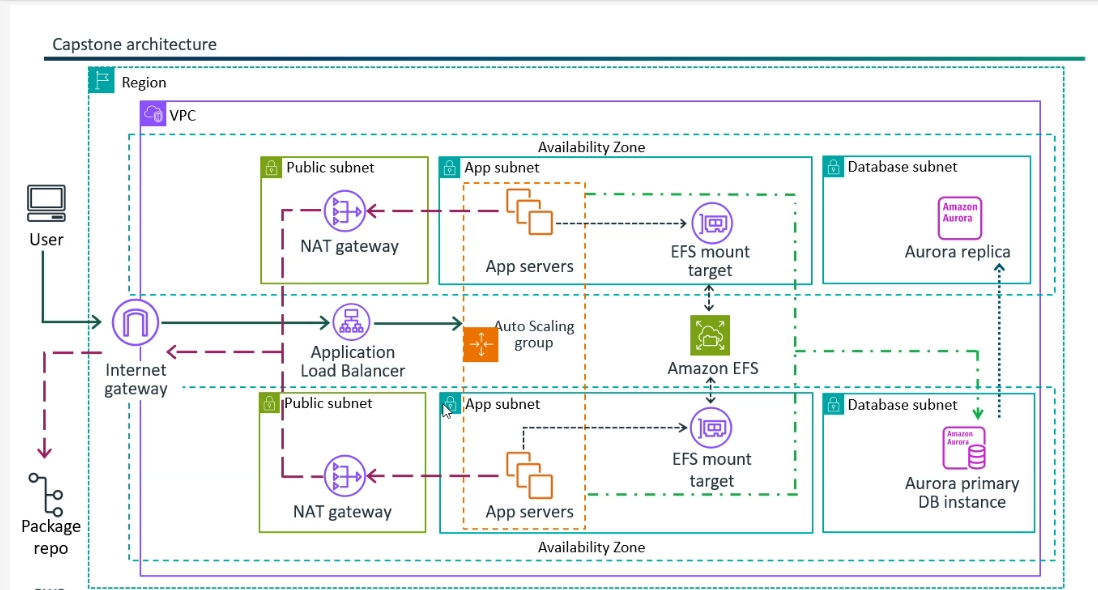 Capstone architecture
Region
VPC
Availability Zone
Public subnet
App subnet
Database subnet
Amazon
Aurora
User
NAT gateway
App servers
EFS mount
target
Aurora replica
Auto Scaling
group
Application
Load Balancer
Internet
gateway
Amazon EFS
Public subnet
App subnet
Database subnet
Amazon
Aurora
NAT gateway
App servers
EFS mount
target
Aurora primary
DB instance
Package
repo
Availability Zone